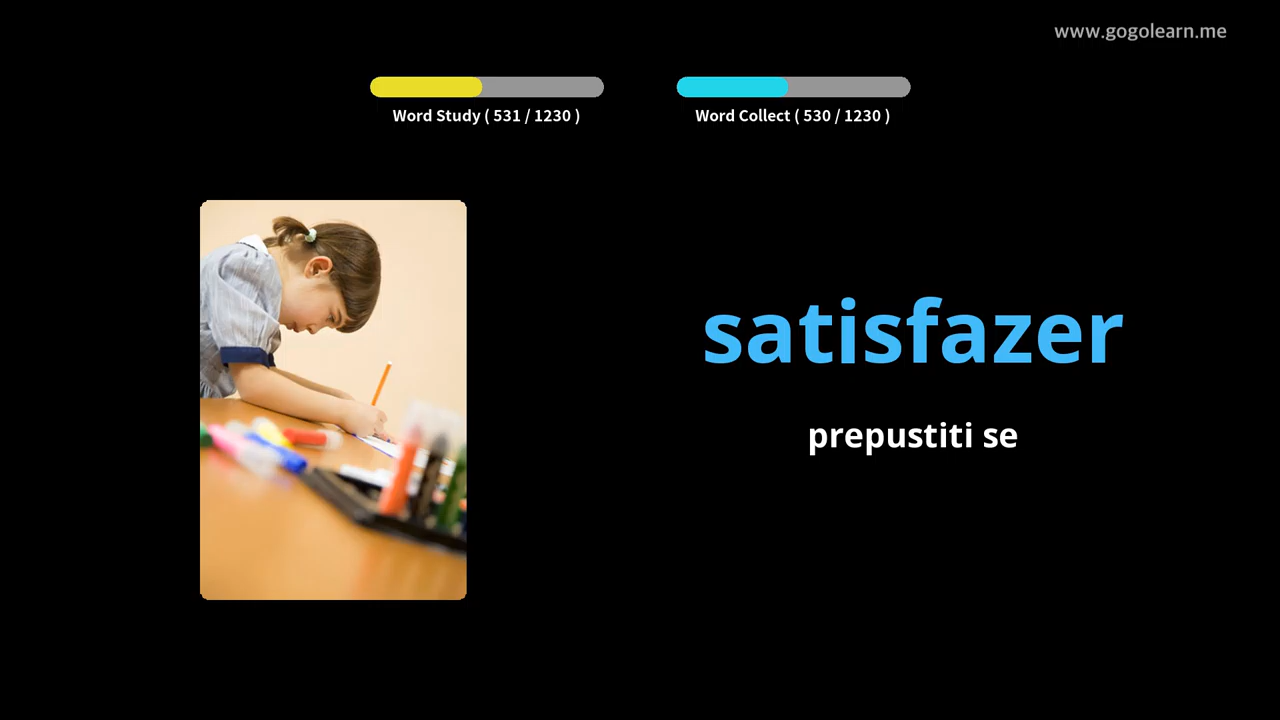 www.gogolearn.me
Word Study ( 531 / 1230 )
Word Collect ( 530 / 1230 )
satisfazer
prepustiti se